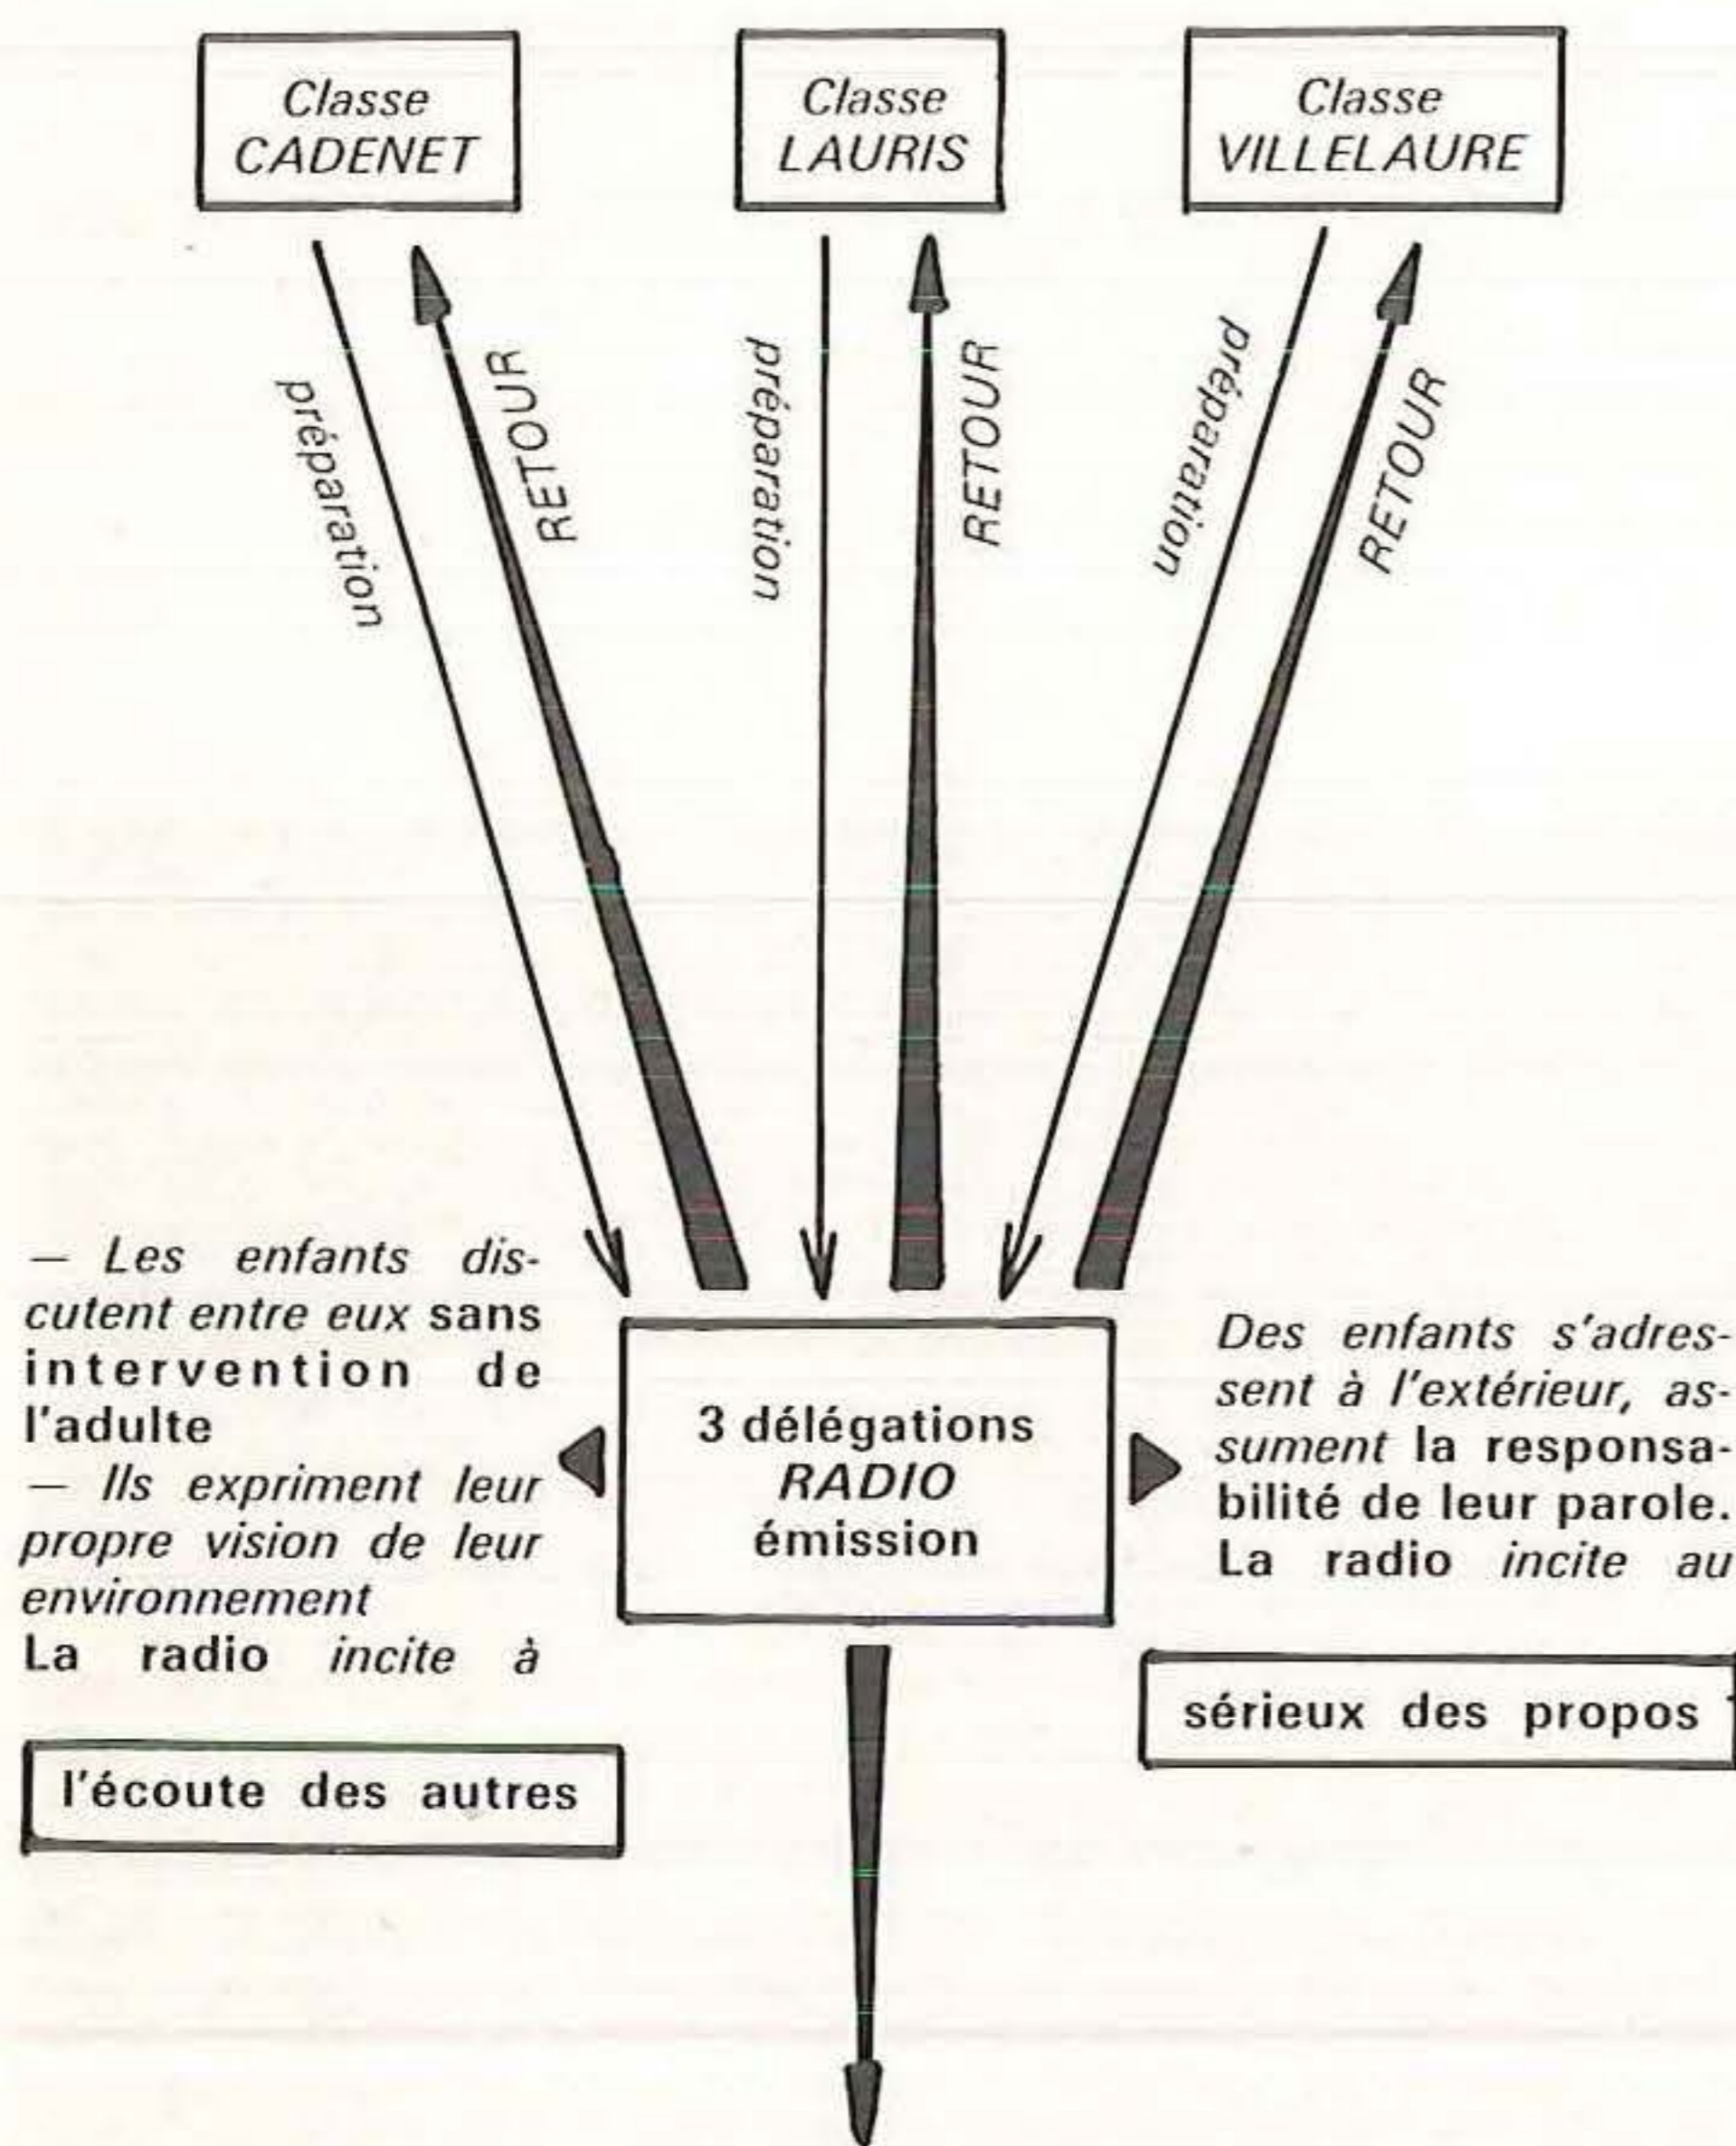 Classe
CADENET
Classe
LAURIS
Classe
VILLELAURE
préparation
RETOUR
préparation
RETOUR
préparation
RETOUR
— Les enfants dis-
cutent entre eux sans
intervention de
l'adulte
— Ils expriment leur
propre vision de leur
environnement
La radio incite à
l'écoute des autres
3 délégations
RADIO
émission
Des enfants s'adres-
sent à l'extérieur, as-
sument la responsa-
bilité de leur parole.
La radio incite au
sérieux des propos